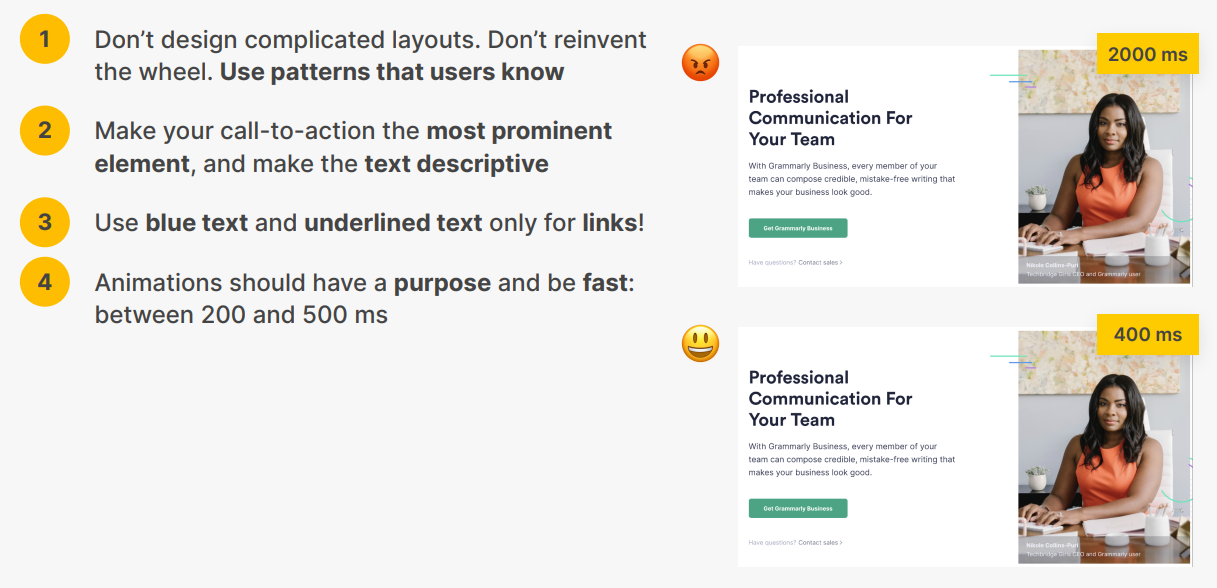 1
Don’t design complicated layouts. Don’t reinvent
the wheel. Use patterns that users know
2
Make your call-to-action the most prominent
element, and make the text descriptive
3
Use blue text and underlined text only for links!
4
Animations should have a purpose and be fast:
between 200 and 500 ms
2000 ms
Professional
Communication For
Your Team
With Grammarly Business, every member of your
team can compose credible, mistake-free writing that
makes your business look good.
Get Grammarly Business
Have questions? Contact sales ›
Nikole Collins-Puri
Techbridge Girls CEO and Grammarly user
400 ms
Professional
Communication For
Your Team
With Grammarly Business, every member of your
team can compose credible, mistake-free writing that
makes your business look good.
Get Grammarly Business
Have questions? Contact sales ›
Nikole Collins-Puri
Techbridge Girls CEO and Grammarly user